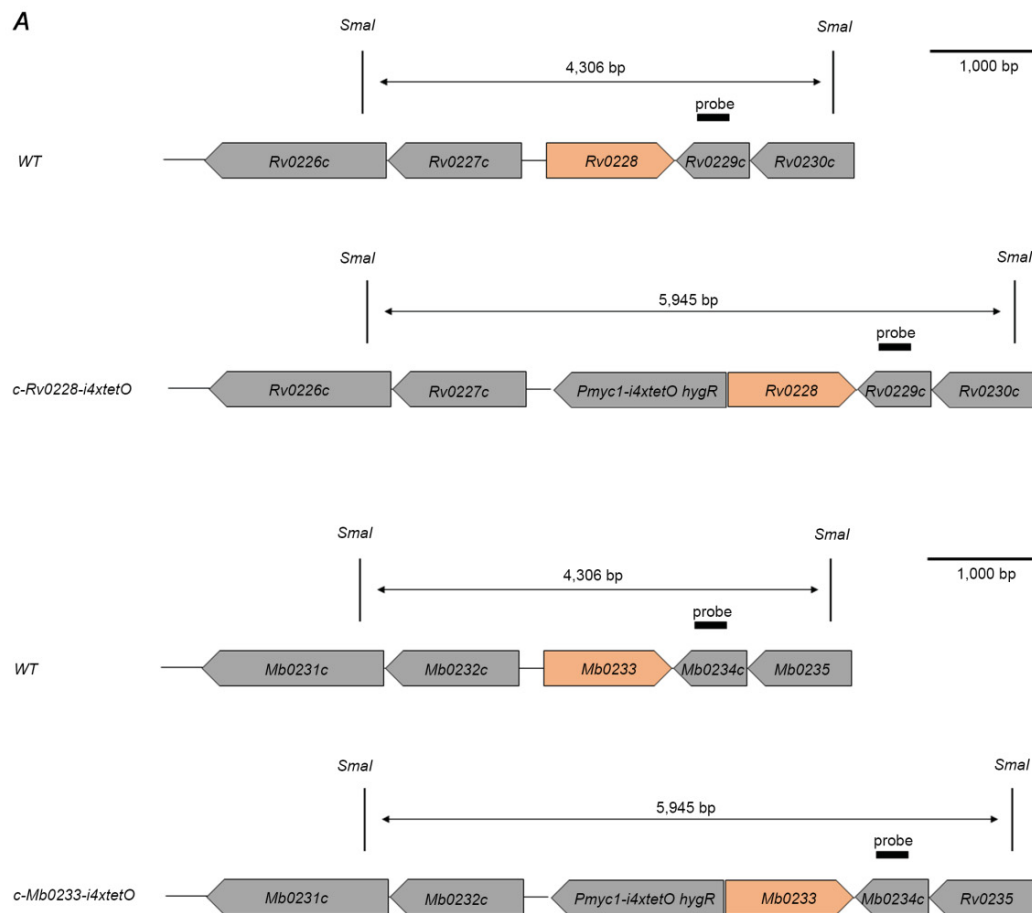 A
SmaI SmaI
4,306 bp 1,000 bp
probe
WT Rv0226c Rv0227c Rv0228 Rv0229c Rv0230c
SmaI SmaI
5,945 bp
probe
c-Rv0228-i4xtetO Rv0226c Rv0227c Pmyc1-i4xtetO hygR Rv0228 Rv0229c Rv0230c
SmaI SmaI
4,306 bp 1,000 bp
probe
WT Mb0231c Mb0232c Mb0233 Mb0234c Mb0235
SmaI SmaI
5,945 bp
probe
c-Mb0233-i4xtetO Mb0231c Mb0232c Pmyc1-i4xtetO hygR Mb0233 Mb0234c Rv0235